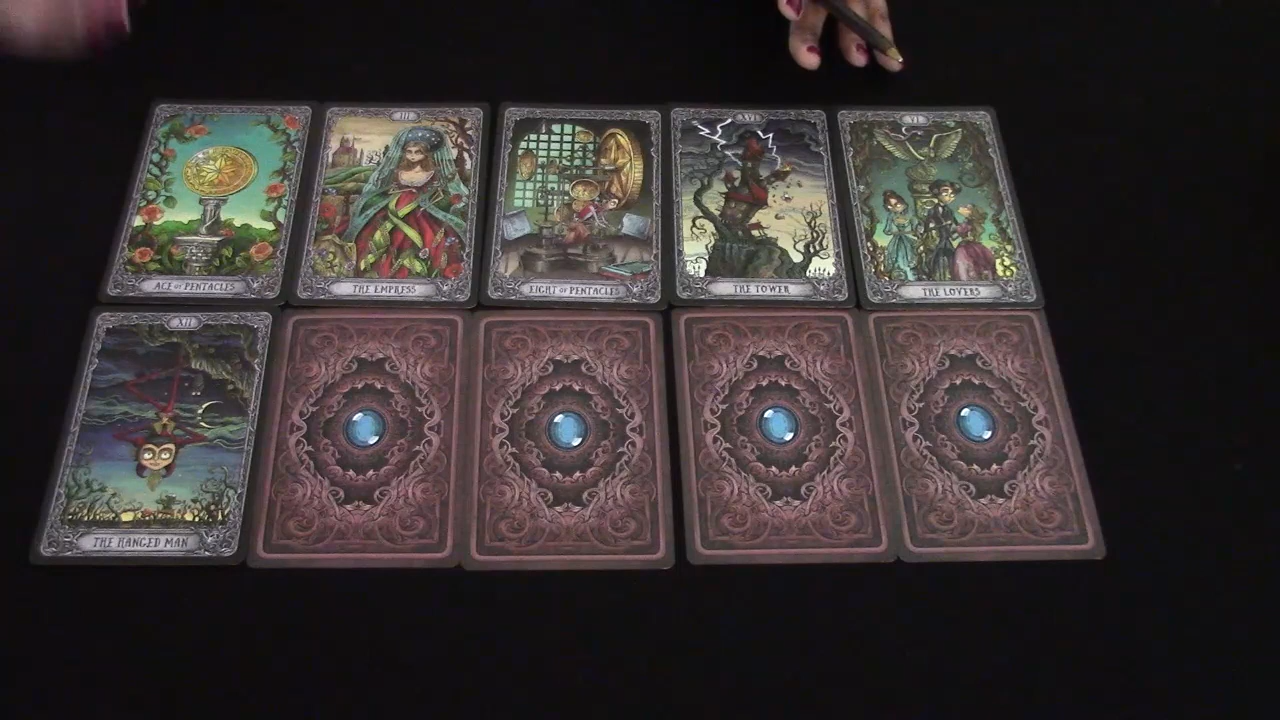 ACE OF PENTACLES
III
THE EMPRESS
EIGHT OF PENTACLES
XVI
THE TOWER
VI
THE LOVERS
XII
THE HANGED MAN